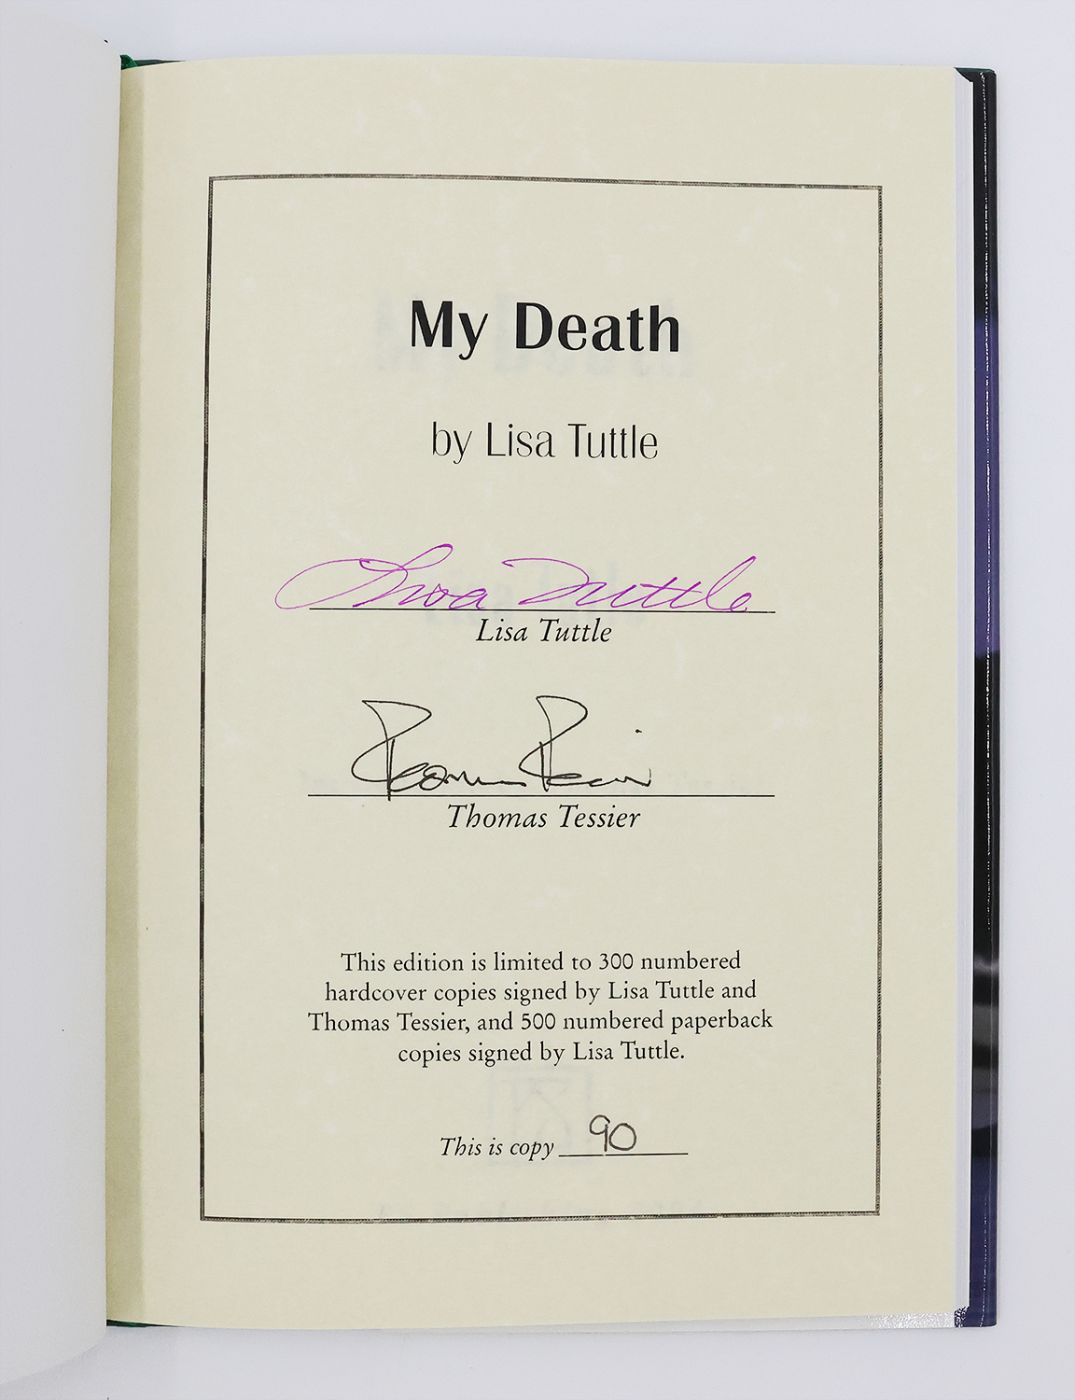 My Death
by Lisa Tuttle
Lisa Tuttle
Lisa Tuttle
Thomas Tessier
Thomas Tessier
This edition is limited to 300 numbered
hardcover copies signed by Lisa Tuttle and
Thomas Tessier, and 500 numbered paperback
copies signed by Lisa Tuttle.
This is copy 90